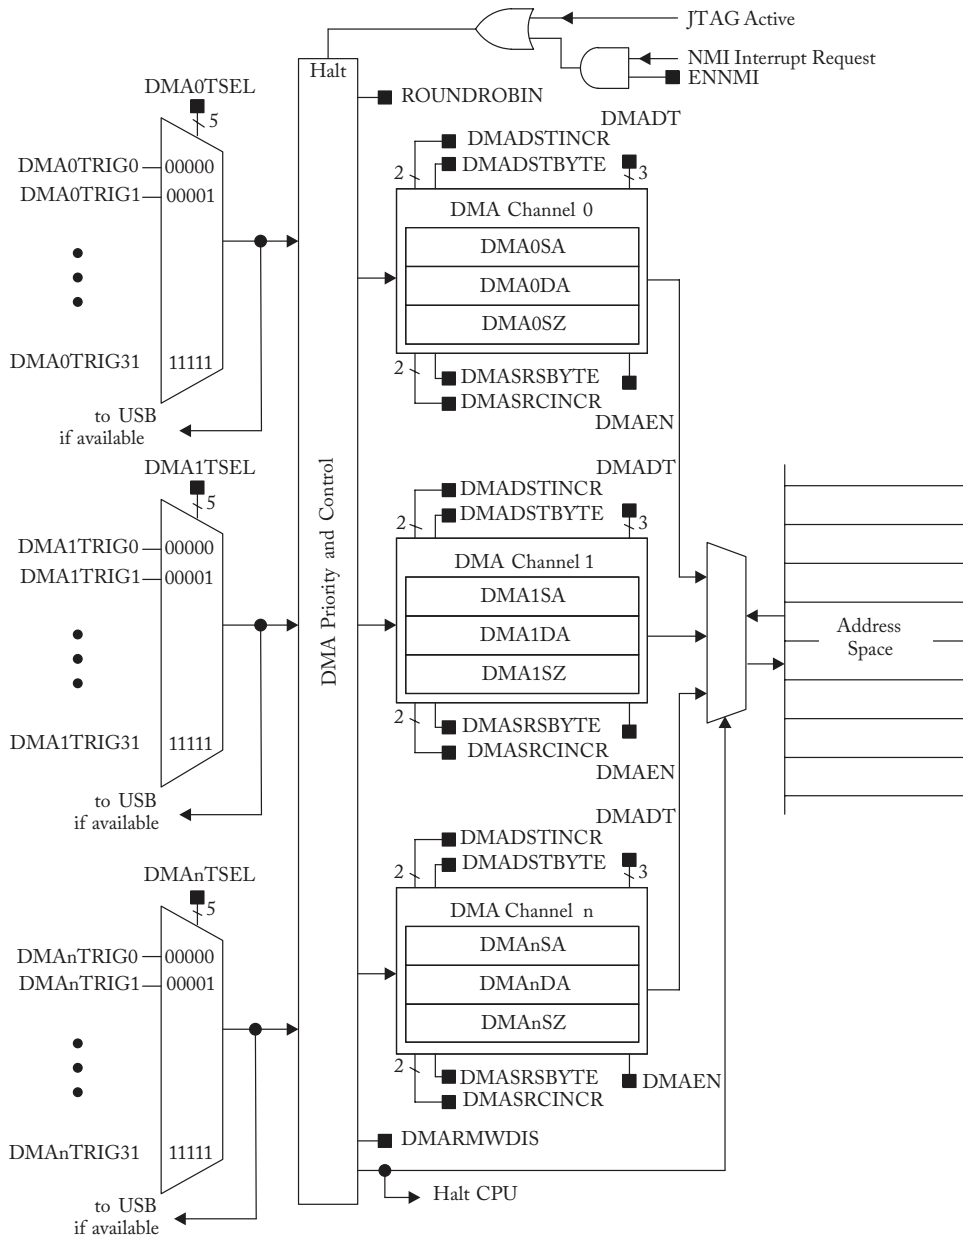 JTAG Active
NMI Interrupt Request
ENNMI
Halt
ROUNDROBIN
DMA0TSEL
5
DMA0TRIG0
00000
DMA0TRIG1
00001
DMA0TRIG31
11111
to USB
if available
DMADT
DMADSTINCR
DMADSTBYTE
2
3
DMA Channel 0
DMA0SA
DMA0DA
DMA0SZ
2
DMASRSBYTE
DMASRCINCR
DMAEN
DMA1TSEL
5
DMA1TRIG0
00000
DMA1TRIG1
00001
DMA1TRIG31
11111
to USB
if available
DMA Priority and Control
DMADT
DMADSTINCR
DMADSTBYTE
2
3
DMA Channel 1
DMA1SA
DMA1DA
DMA1SZ
2
DMASRSBYTE
DMASRCINCR
DMAEN
Address
Space
DMAnTSEL
5
DMAnTRIG0
00000
DMAnTRIG1
00001
DMAnTRIG31
11111
to USB
if available
DMADT
DMADSTINCR
DMADSTBYTE
2
3
DMA Channel n
DMAnSA
DMAnDA
DMAnSZ
2
DMASRSBYTE
DMASRCINCR
DMAEN
DMARMWDIS
Halt CPU